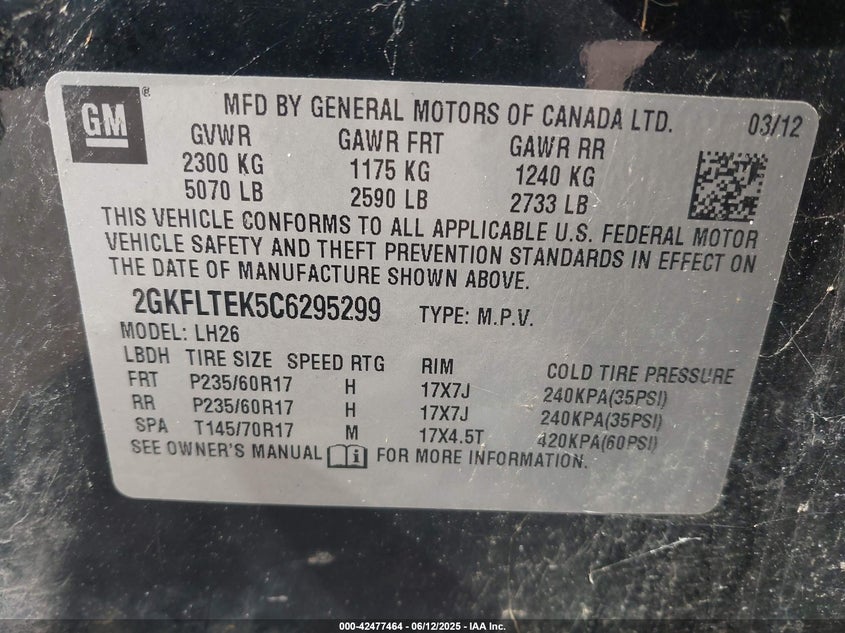 GM ® MFD BY GENERAL MOTORS OF CANADA LTD. 03/12
GVWR GAWR FRT GAWR RR
2300 KG 1175 KG 1240 KG
5070 LB 2590 LB 2733 LB
THIS VEHICLE CONFORMS TO ALL APPLICABLE U.S. FEDERAL MOTOR
VEHICLE SAFETY AND THEFT PREVENTION STANDARDS IN EFFECT ON
THE DATE OF MANUFACTURE SHOWN ABOVE.
2GKFLTEK5C6295299 TYPE: M.P.V.
MODEL: LH26
LBDH TIRE SIZE SPEED RTG RIM COLD TIRE PRESSURE
FRT P235/60R17 H 17X7J 240KPA(35PSI)
RR P235/60R17 H 17X7J 240KPA(35PSI)
SPA T145/70R17 M 17X4.5T 420KPA(60PSI)
SEE OWNER'S MANUAL i FOR MORE INFORMATION.
000-42477464 - 06/12/2025 - IAA Inc.